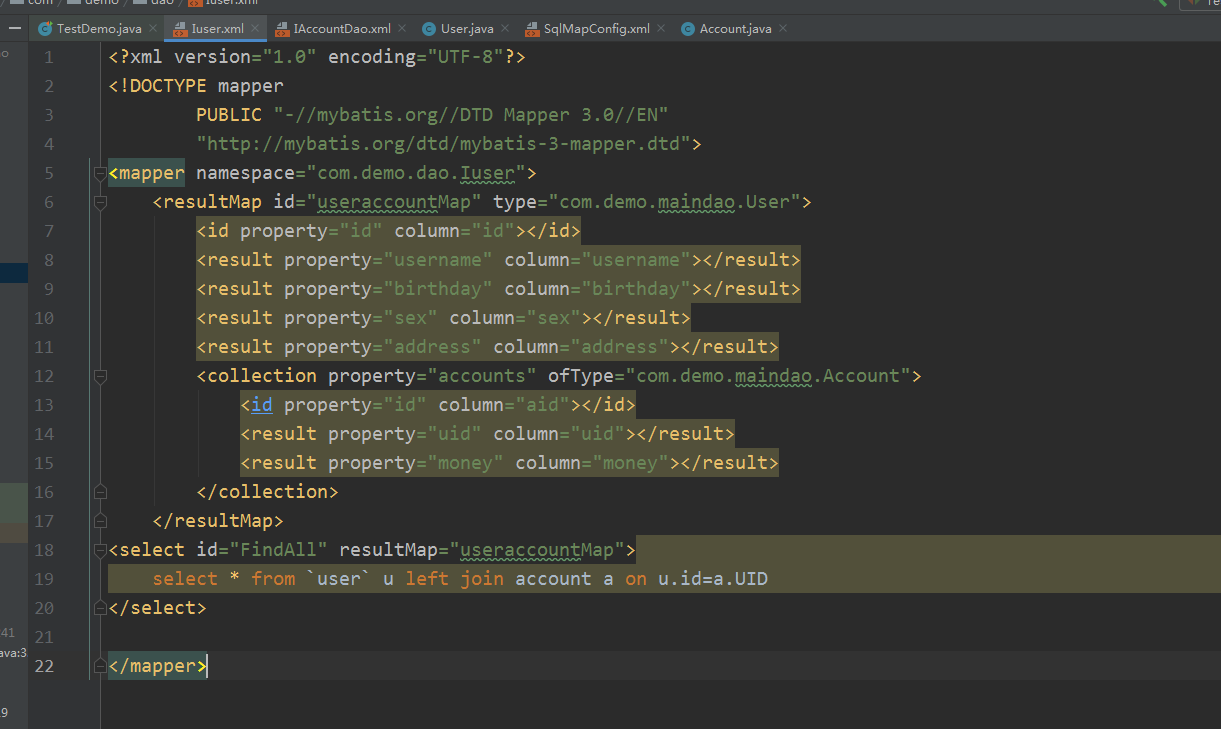 com demo dao Iuser.xml
TestDemo.java Iuser.xml IAccountDao.xml User.java SqlMapConfig.xml Account.java
1 <?xml version="1.0" encoding="UTF-8"?>
2 <!DOCTYPE mapper
3 PUBLIC "-//mybatis.org//DTD Mapper 3.0//EN"
4 "http://mybatis.org/dtd/mybatis-3-mapper.dtd">
5 <mapper namespace="com.demo.dao.Iuser">
6 <resultMap id="useraccountMap" type="com.demo.maindao.User">
7 <id property="id" column="id"></id>
8 <result property="username" column="username"></result>
9 <result property="birthday" column="birthday"></result>
10 <result property="sex" column="sex"></result>
11 <result property="address" column="address"></result>
12 <collection property="accounts" ofType="com.demo.maindao.Account">
13 <id property="id" column="aid"></id>
14 <result property="uid" column="uid"></result>
15 <result property="money" column="money"></result>
16 </collection>
17 </resultMap>
18 <select id="FindAll" resultMap="useraccountMap">
19 select * from `user` u left join account a on u.id=a.UID
20 </select>
21
41
ava:3
22 </mapper>
9